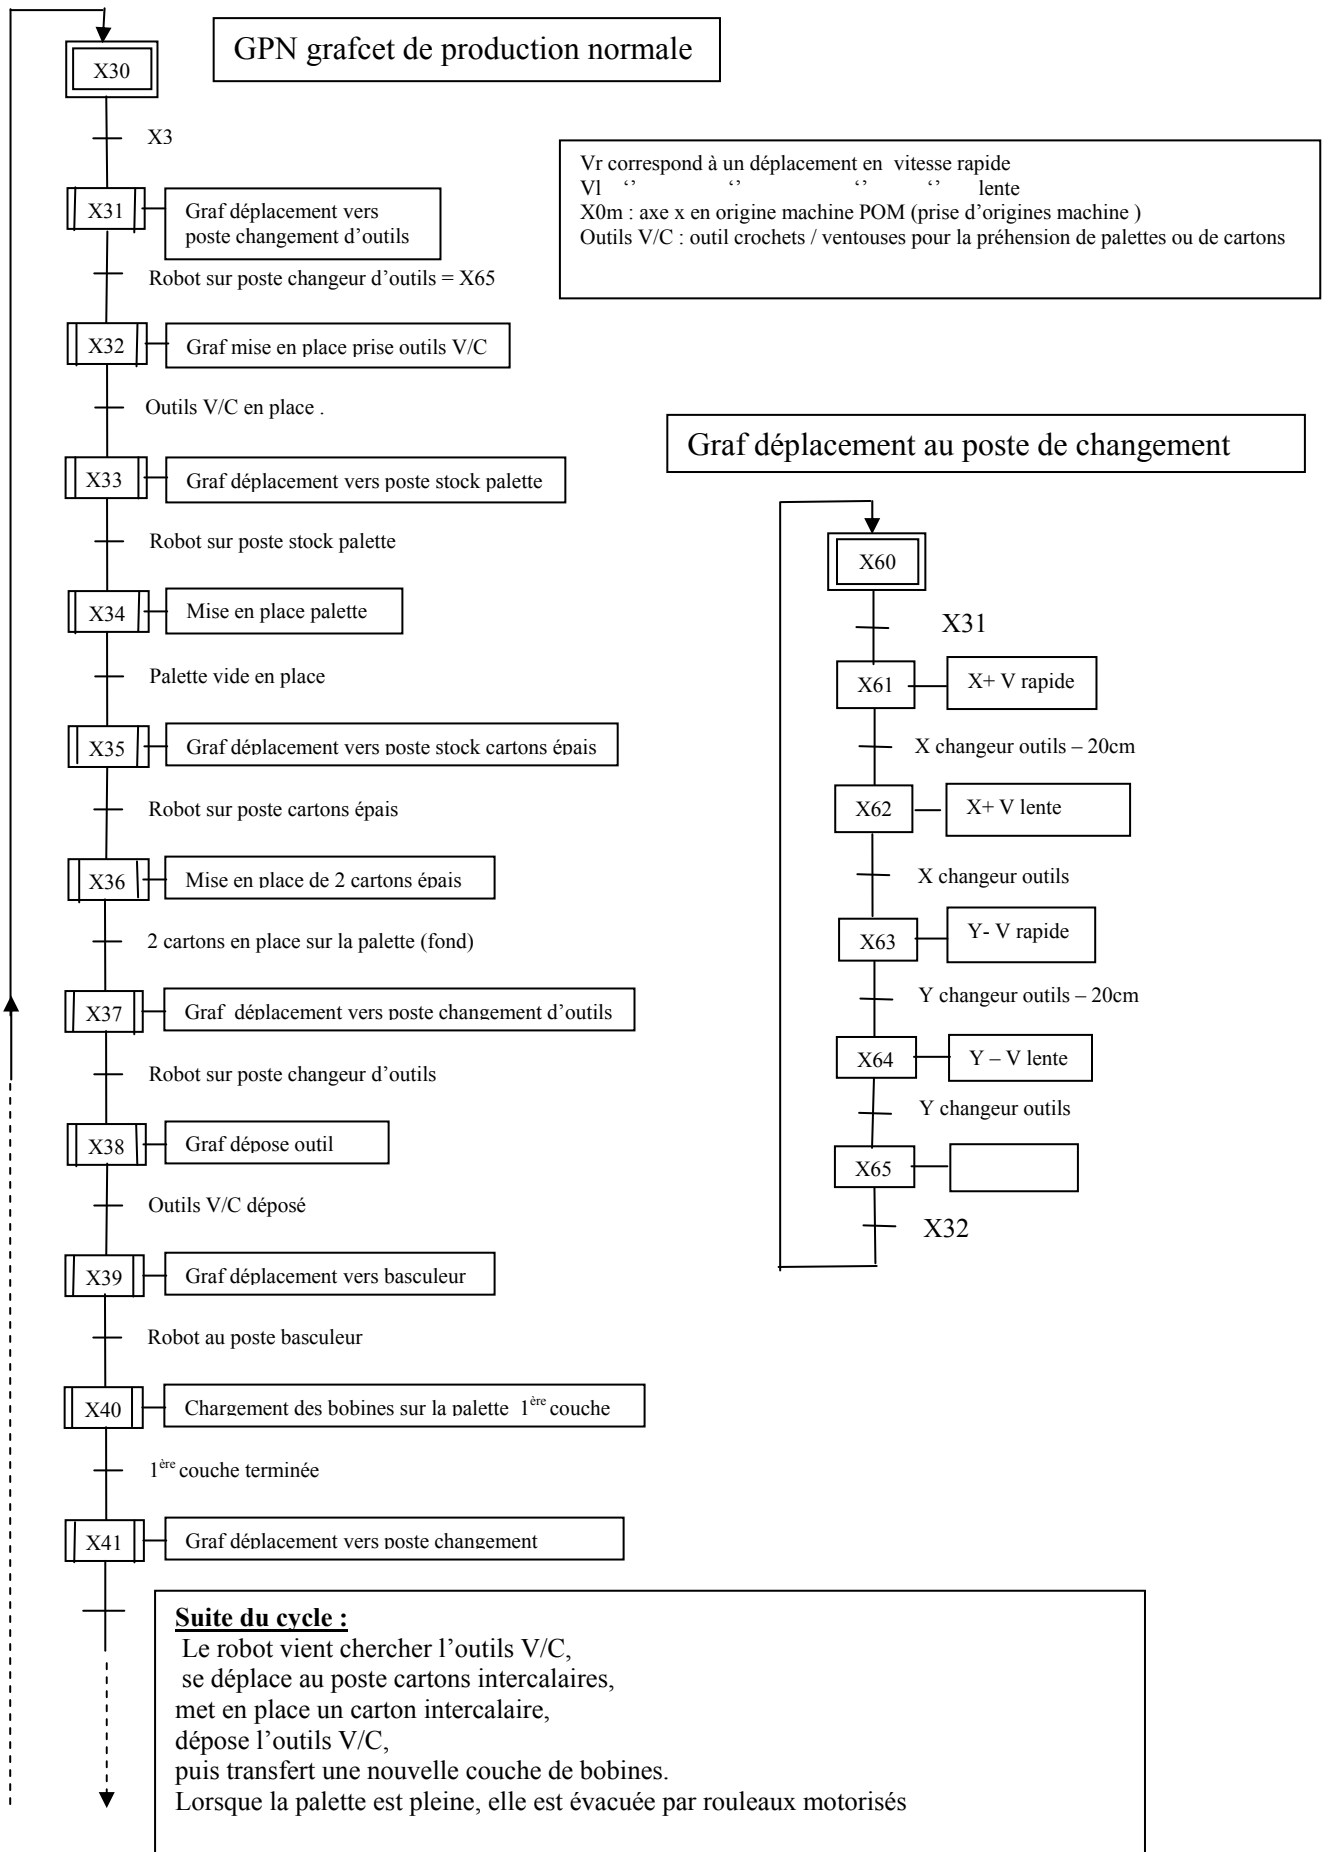 GPN grafcet de production normale
X30
X3
Vr correspond à un déplacement en vitesse rapide
Vl ‘’ ‘’ ‘’ ‘’ lente
X0m : axe x en origine machine POM (prise d’origines machine )
Outils V/C : outil crochets / ventouses pour la préhension de palettes ou de cartons
X31
Graf déplacement vers
poste changement d’outils
Robot sur poste changeur d’outils = X65
X32
Graf mise en place prise outils V/C
Outils V/C en place .
X33
Graf déplacement vers poste stock palette
Robot sur poste stock palette
X34
Mise en place palette
Palette vide en place
X35
Graf déplacement vers poste stock cartons épais
Robot sur poste cartons épais
X36
Mise en place de 2 cartons épais
2 cartons en place sur la palette (fond)
X37
Graf déplacement vers poste changement d’outils
Robot sur poste changeur d’outils
X38
Graf dépose outil
Outils V/C déposé
X39
Graf déplacement vers basculeur
Robot au poste basculeur
X40
Chargement des bobines sur la palette 1ère couche
1ère couche terminée
X41
Graf déplacement vers poste changement
Graf déplacement au poste de changement
X60
X31
X61
X+ V rapide
X changeur outils – 20cm
X62
X+ V lente
X changeur outils
X63
Y- V rapide
Y changeur outils – 20cm
X64
Y – V lente
Y changeur outils
X65
X32
Suite du cycle :
Le robot vient chercher l’outils V/C,
se déplace au poste cartons intercalaires,
met en place un carton intercalaire,
dépose l’outils V/C,
puis transfert une nouvelle couche de bobines.
Lorsque la palette est pleine, elle est évacuée par rouleaux motorisés